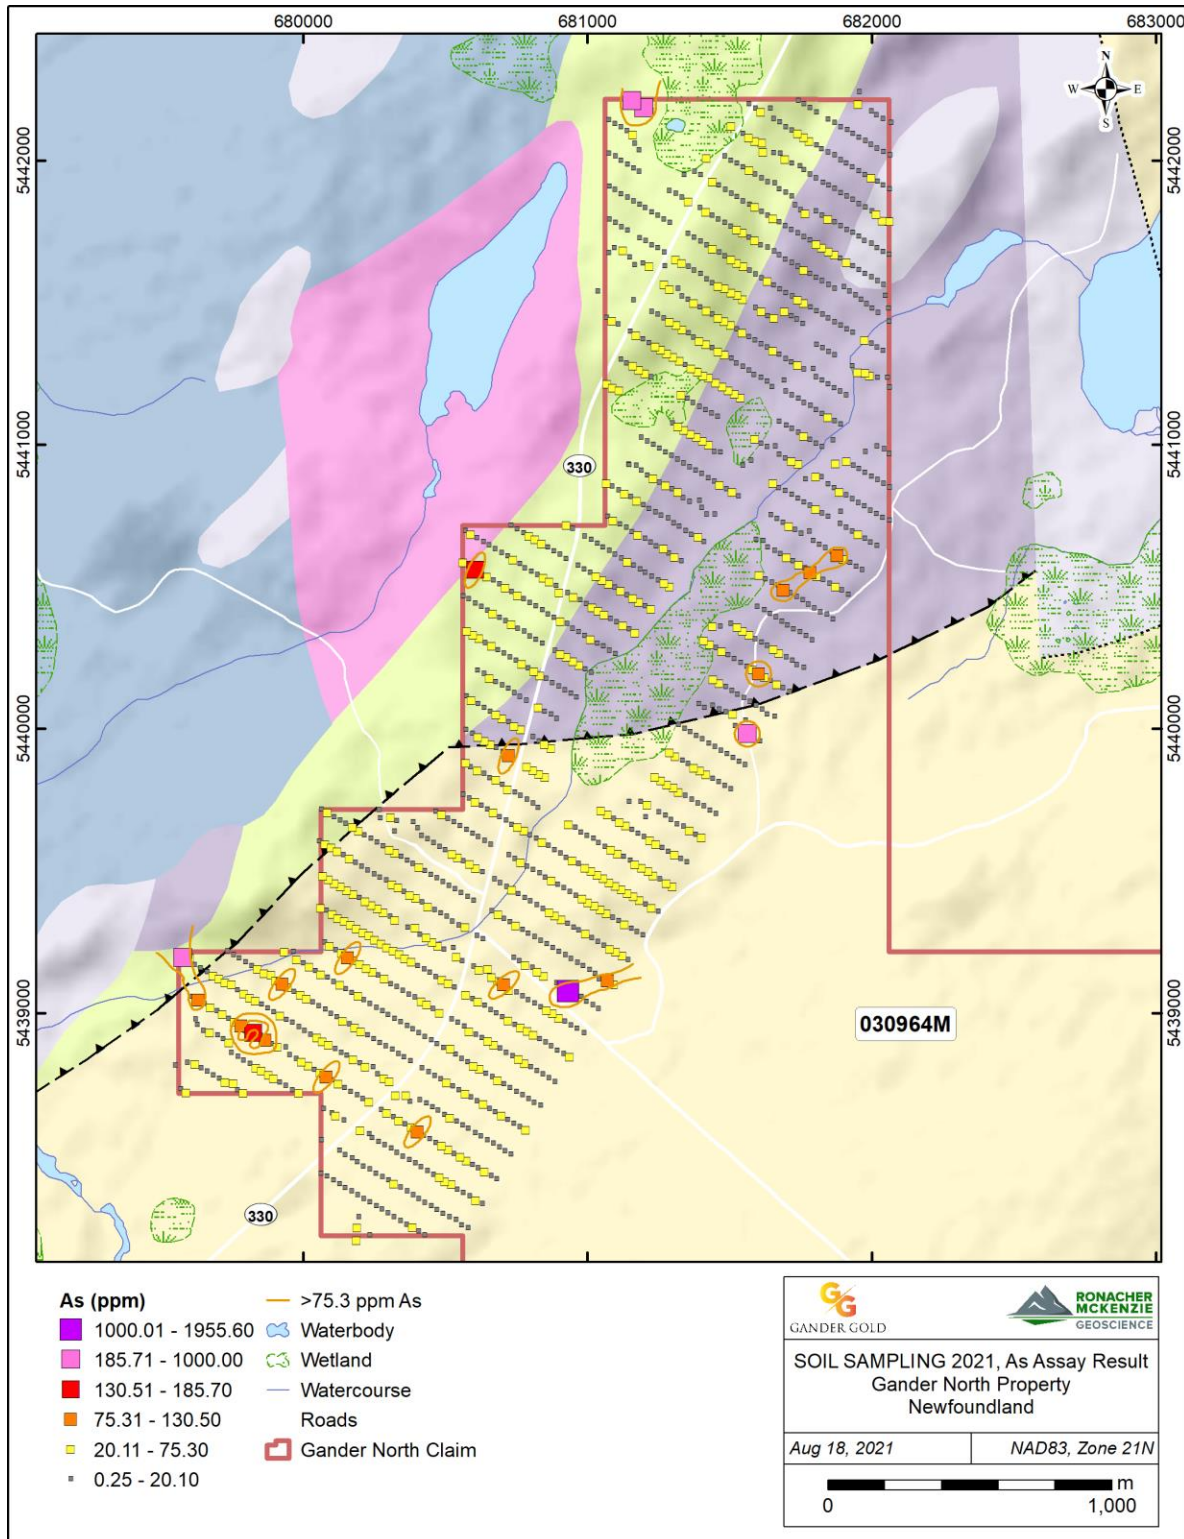 680000
681000
682000
683000
N
W E
S
5442000
5442000
330
5441000
5441000
5440000
5440000
5439000
5439000
030964M
330
As (ppm)
1000.01 - 1955.60
185.71 - 1000.00
130.51 - 185.70
75.31 - 130.50
20.11 - 75.30
0.25 - 20.10
>75.3 ppm As
Waterbody
Wetland
Watercourse
Roads
Gander North Claim
GANDER GOLD
RONACHER
MCKENZIE
GEOSCIENCE
SOIL SAMPLING 2021, As Assay Result
Gander North Property
Newfoundland
Aug 18, 2021
NAD83, Zone 21N
m
0 1,000